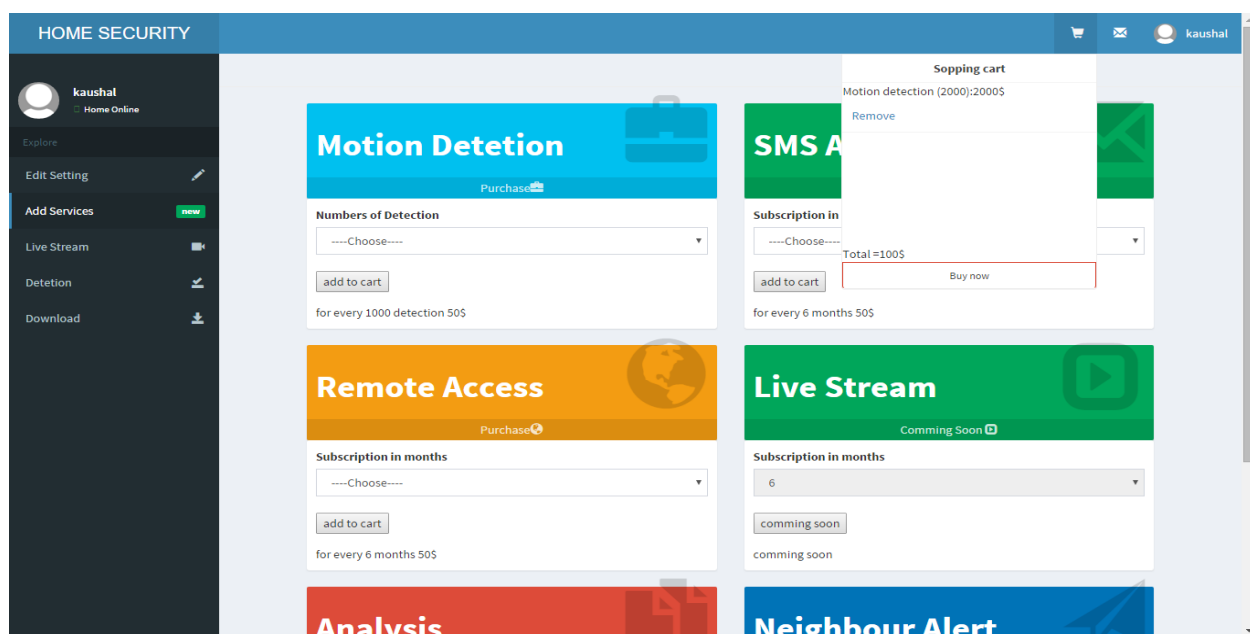 HOME SECURITY
kaushal
kaushal
Home Online
Explore
Edit Setting
Add Services new
Live Stream
Detetion
Download
Sopping cart
Motion detection (2000):2000$
Remove
Total =100$
Buy now
Motion Detetion
Purchase
Numbers of Detection
----Choose----
add to cart
for every 1000 detection 50$
SMS A
Subscription in
----Choose----
add to cart
for every 6 months 50$
Remote Access
Purchase
Subscription in months
----Choose----
add to cart
for every 6 months 50$
Live Stream
Comming Soon
Subscription in months
6
comming soon
comming soon
Analysis
Neighbour Alert